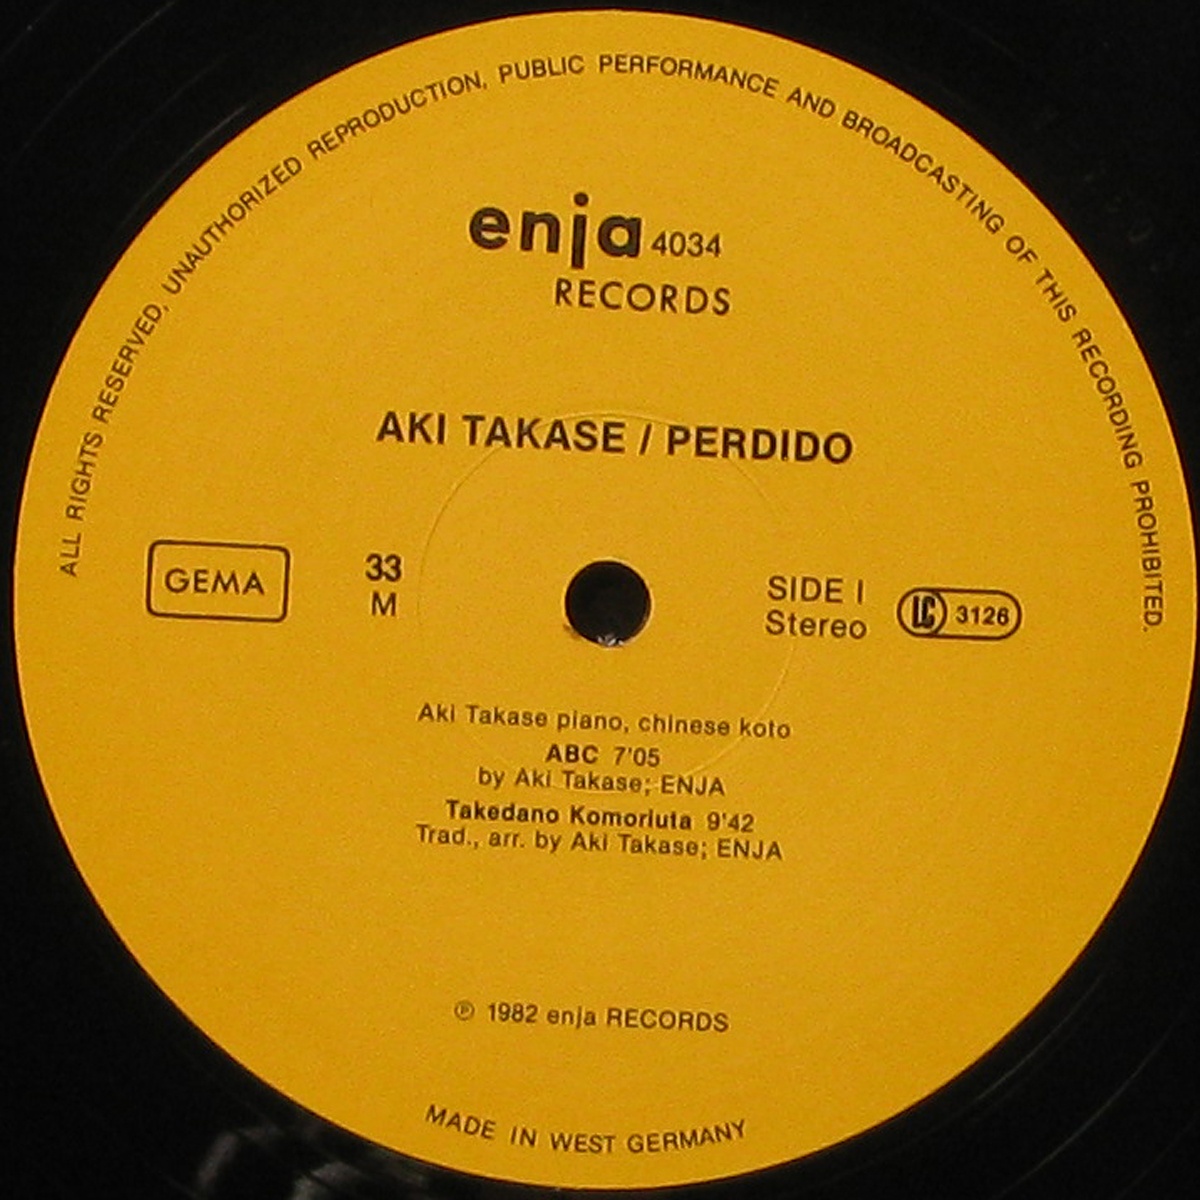 ALL RIGHTS RESERVED, UNAUTHORIZED REPRODUCTION, PUBLIC PERFORMANCE AND BROADCASTING OF THIS RECORDING PROHIBITED.
enja 4034
RECORDS
AKI TAKASE / PERDIDO
GEMA
33
M
SIDE I
Stereo
LC 3126
Aki Takase piano, chinese koto
ABC 7'05
by Aki Takase; ENJA
Takedano Komoriuta 9'42
Trad., arr. by Aki Takase; ENJA
℗ 1982 enja RECORDS
MADE IN WEST GERMANY